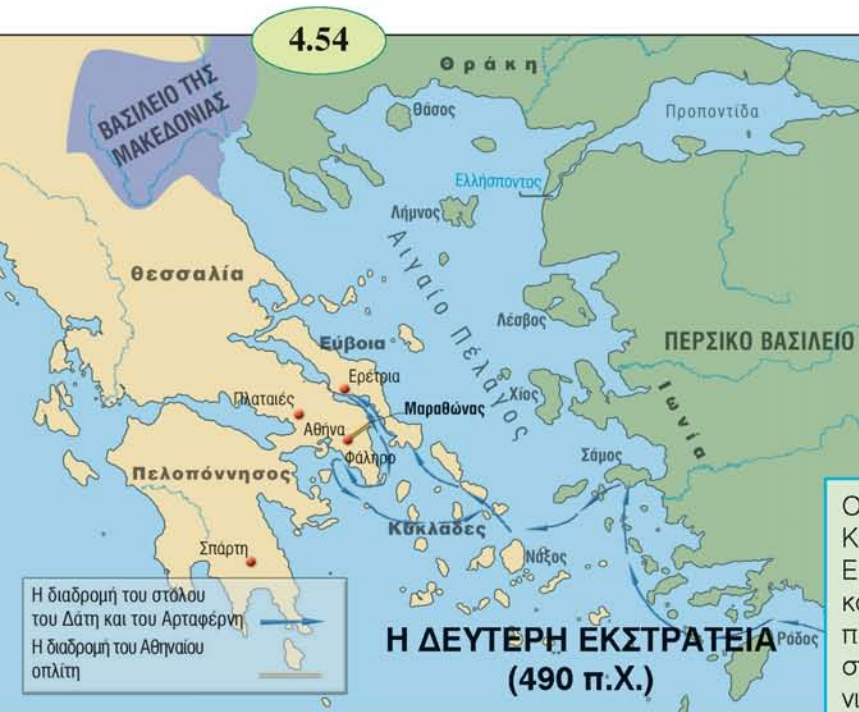 4.54
Θράκη
ΒΑΣΙΛΕΙΟ ΤΗΣ
ΜΑΚΕΔΟΝΙΑΣ
Θάσος
Προποντίδα
Ελλήσποντος
Λήμνος
Αιγαίο Πέλαγος
Θεσσαλία
Λέσβος
ΠΕΡΣΙΚΟ ΒΑΣΙΛΕΙΟ
Εύβοια
Ερέτρια
Χίος
Ιωνία
Πλαταιές
Μαραθώνας
Αθήνα
Φάληρο
Σάμος
Πελοπόννησος
Κυκλάδες
Σπάρτη
Νάξος
Η διαδρομή του στόλου
του Δάτη και του Αρταφέρνη
Η διαδρομή του Αθηναίου
οπλίτη
Η ΔΕΥΤΕΡΗ ΕΚΣΤΡΑΤΕΙΑ
(490 π.Χ.)
Ρόδος